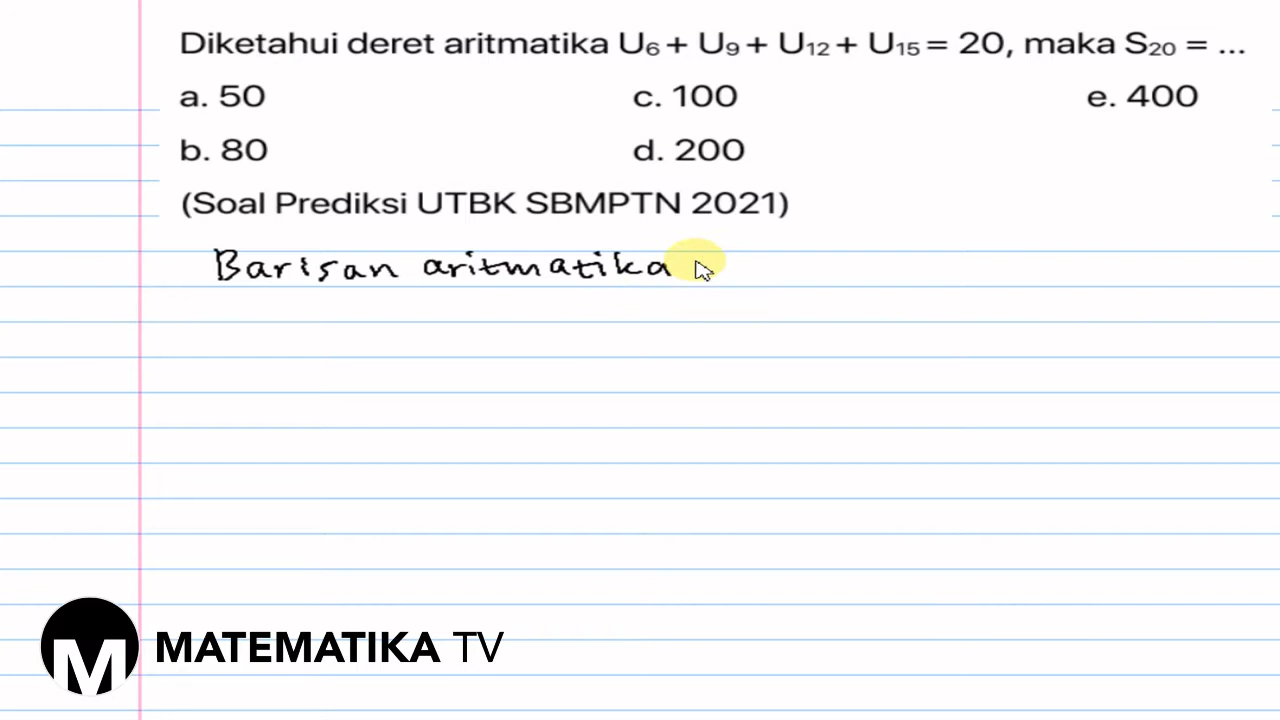 Diketahui deret aritmatika U₆ + U₉ + U₁₂ + U₁₅ = 20, maka S₂₀ = ...
a. 50 c. 100 e. 400
b. 80 d. 200
(Soal Prediksi UTBK SBMPTN 2021)
Barisan aritmatika
M MATEMATIKA TV